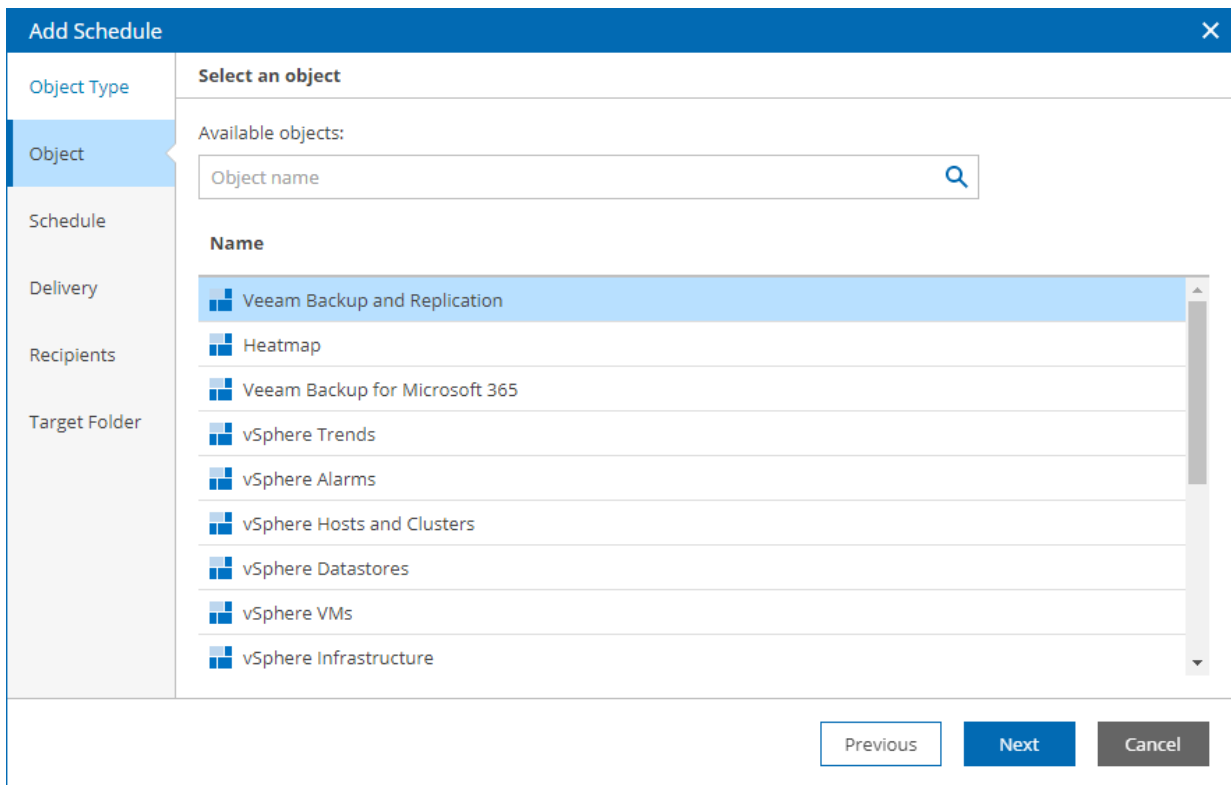 Add Schedule
Object Type
Object
Schedule
Delivery
Recipients
Target Folder
Select an object
Available objects:
Object name
Name
Veeam Backup and Replication
Heatmap
Veeam Backup for Microsoft 365
vSphere Trends
vSphere Alarms
vSphere Hosts and Clusters
vSphere Datastores
vSphere VMs
vSphere Infrastructure
Previous Next Cancel